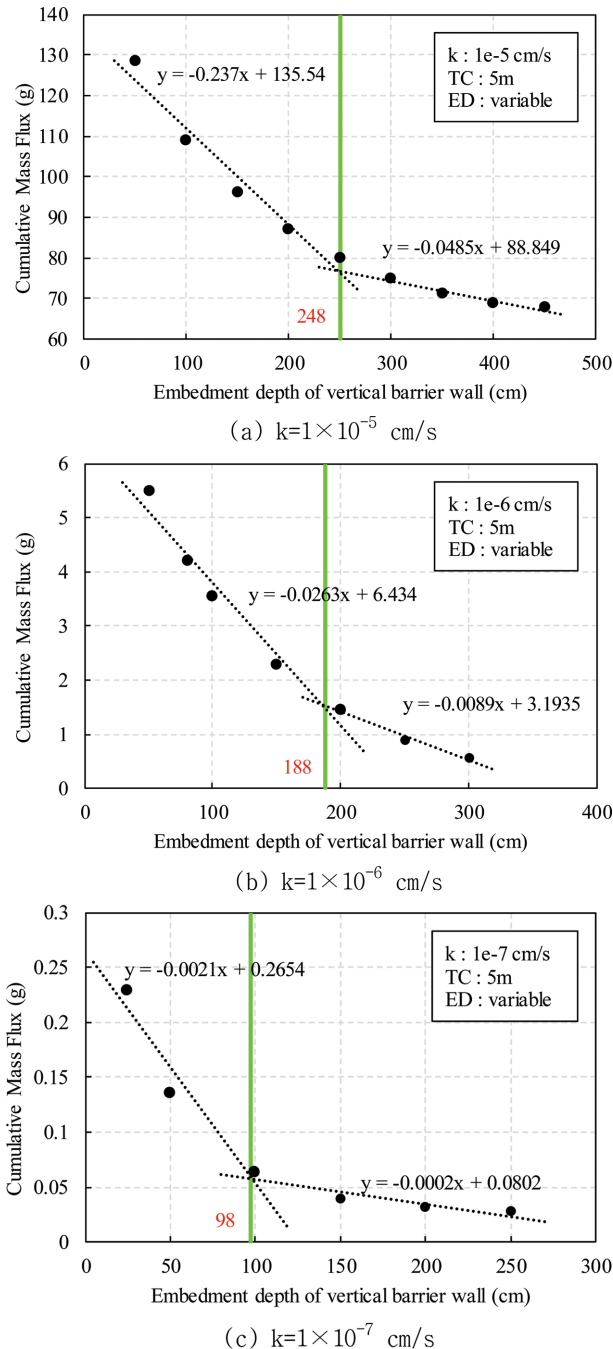 140
130
120
110
100
90
80
70
60
Cumulative Mass Flux (g)
y = -0.237x + 135.54
k : 1e-5 cm/s
TC : 5m
ED : variable
y = -0.0485x + 88.849
248
0 100 200 300 400 500
Embedment depth of vertical barrier wall (cm)
(a) k=1×10⁻⁵ cm/s
6
5
4
3
2
1
0
Cumulative Mass Flux (g)
k : 1e-6 cm/s
TC : 5m
ED : variable
y = -0.0263x + 6.434
y = -0.0089x + 3.1935
188
0 100 200 300 400
Embedment depth of vertical barrier wall (cm)
(b) k=1×10⁻⁶ cm/s
0.3
0.25
0.2
0.15
0.1
0.05
0
Cumulative Mass Flux (g)
k : 1e-7 cm/s
TC : 5m
ED : variable
y = -0.0021x + 0.2654
y = -0.0002x + 0.0802
98
0 50 100 150 200 250 300
Embedment depth of vertical barrier wall (cm)
(c) k=1×10⁻⁷ cm/s